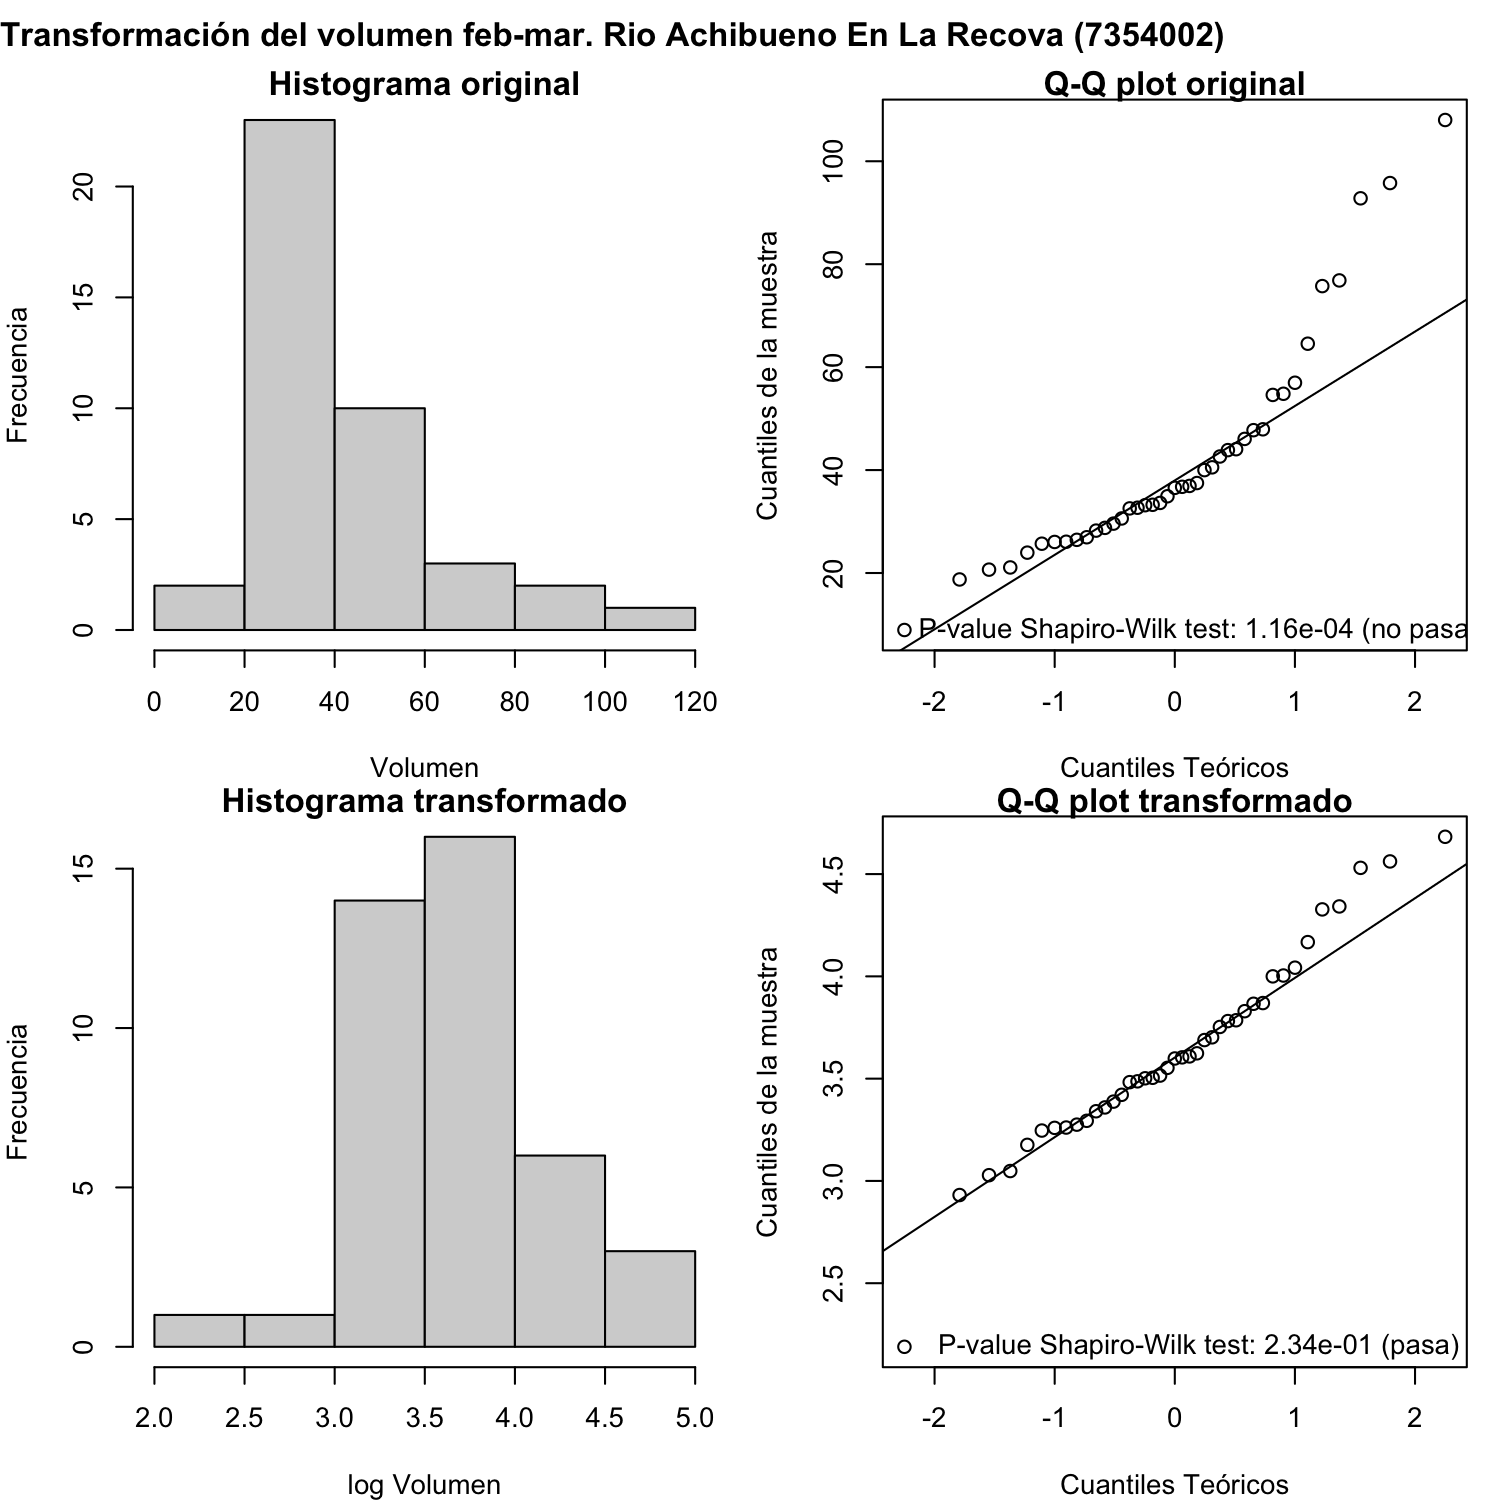 Transformación del volumen feb-mar. Rio Achibueno En La Recova (7354002)
Histograma original
Frecuencia
20
15
10
5
0
0 20 40 60 80 100 120
Volumen
Q-Q plot original
Cuantiles de la muestra
100
80
60
40
20
P-value Shapiro-Wilk test: 1.16e-04 (no pasa
-2 -1 0 1 2
Cuantiles Teóricos
Histograma transformado
Frecuencia
15
10
5
0
2.0 2.5 3.0 3.5 4.0 4.5 5.0
log Volumen
Q-Q plot transformado
Cuantiles de la muestra
4.5
4.0
3.5
3.0
2.5
P-value Shapiro-Wilk test: 2.34e-01 (pasa)
-2 -1 0 1 2
Cuantiles Teóricos